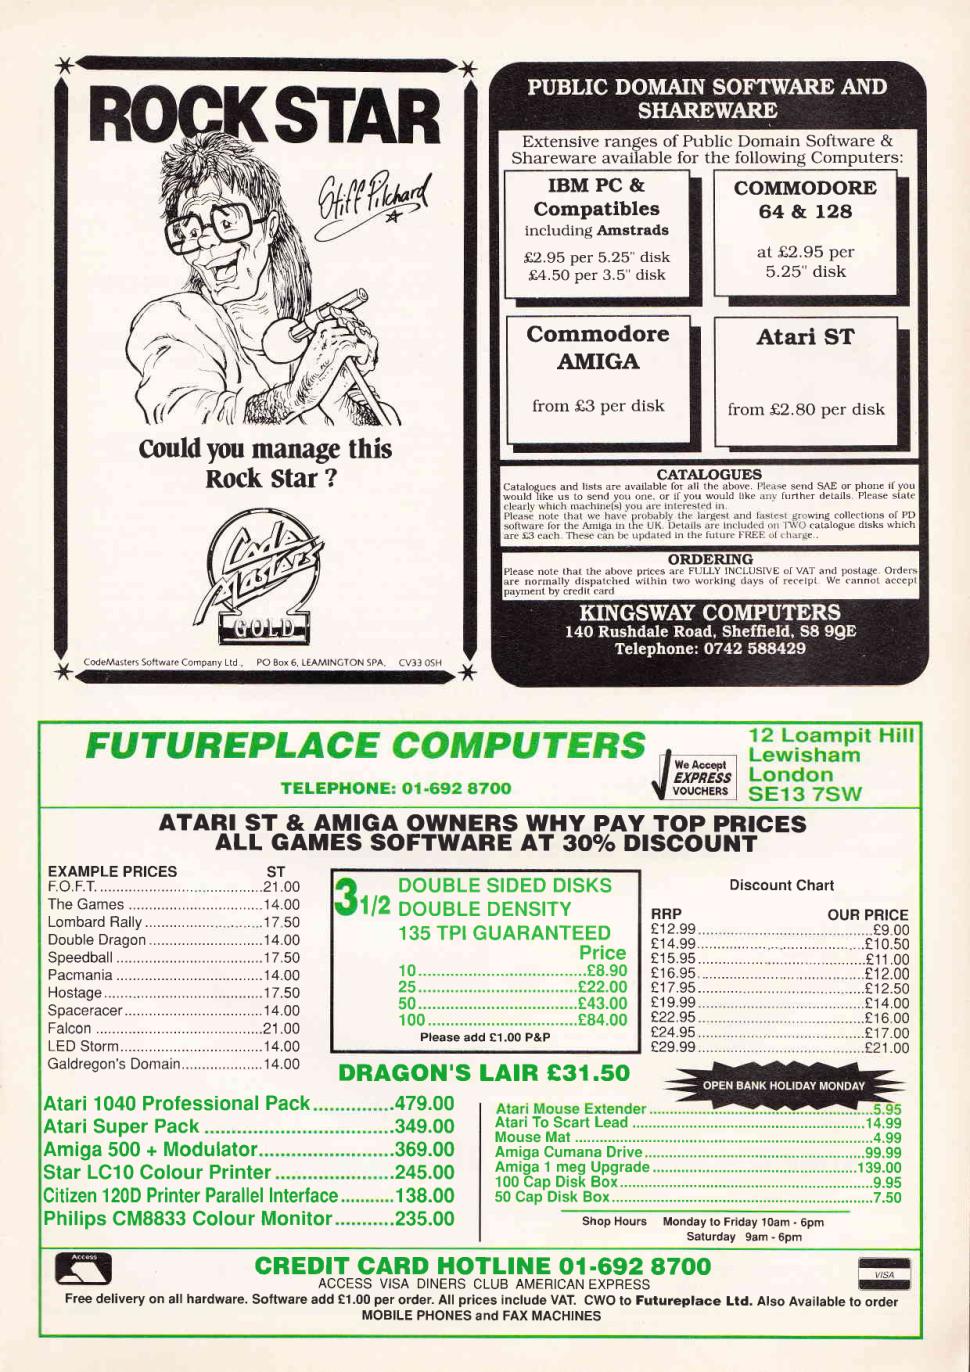 ROCK STAR
Stiff Pilchard
Could you manage this
Rock Star ?
Code
Masters
GOLD
CodeMasters Software Company Ltd., PO Box 6, LEAMINGTON SPA, CV33 0SH
PUBLIC DOMAIN SOFTWARE AND
SHAREWARE
Extensive ranges of Public Domain Software &
Shareware available for the following Computers:
IBM PC &
Compatibles
including Amstrads
£2.95 per 5.25" disk
£4.50 per 3.5" disk
COMMODORE
64 & 128
at £2.95 per
5.25" disk
Commodore
AMIGA
from £3 per disk
Atari ST
from £2.80 per disk
CATALOGUES
Catalogues and lists are available for all the above. Please send SAE or phone if you
would like us to send you one, or if you would like any further details. Please state
clearly which machine(s) you are interested in.
Please note that we have probably the largest and fastest growing collections of PD
software for the Amiga in the UK. Details are included on TWO catalogue disks which
are £3 each. These can be updated in the future FREE of charge..
ORDERING
Please note that the above prices are FULLY INCLUSIVE of VAT and postage. Orders
are normally dispatched within two working days of receipt. We cannot accept
payment by credit card
KINGSWAY COMPUTERS
140 Rushdale Road, Sheffield, S8 9QE
Telephone: 0742 588429
FUTUREPLACE COMPUTERS
TELEPHONE: 01-692 8700
We Accept
EXPRESS
VOUCHERS
12 Loampit Hill
Lewisham
London
SE13 7SW
ATARI ST & AMIGA OWNERS WHY PAY TOP PRICES
ALL GAMES SOFTWARE AT 30% DISCOUNT
EXAMPLE PRICES ST
F.O.F.T. 21.00
The Games 14.00
Lombard Rally 17.50
Double Dragon 14.00
Speedball 17.50
Pacmania 14.00
Hostage 17.50
Spaceracer 14.00
Falcon 21.00
LED Storm 14.00
Galdregon's Domain 14.00
3 1/2 DOUBLE SIDED DISKS
DOUBLE DENSITY
135 TPI GUARANTEED
Price
10 £8.90
25 £22.00
50 £43.00
100 £84.00
Please add £1.00 P&P
Discount Chart
RRP OUR PRICE
£12.99 £9.00
£14.99 £10.50
£15.95 £11.00
£16.95 £12.00
£17.95 £12.50
£19.99 £14.00
£22.95 £16.00
£24.95 £17.00
£29.99 £21.00
DRAGON'S LAIR £31.50
OPEN BANK HOLIDAY MONDAY
Atari 1040 Professional Pack 479.00
Atari Super Pack 349.00
Amiga 500 + Modulator 369.00
Star LC10 Colour Printer 245.00
Citizen 120D Printer Parallel Interface 138.00
Philips CM8833 Colour Monitor 235.00
Atari Mouse Extender 5.95
Atari To Scart Lead 14.99
Mouse Mat 4.99
Amiga Cumana Drive 99.99
Amiga 1 meg Upgrade 139.00
100 Cap Disk Box 9.95
50 Cap Disk Box 7.50
Shop Hours Monday to Friday 10am - 6pm
Saturday 9am - 6pm
Access
CREDIT CARD HOTLINE 01-692 8700
VISA
ACCESS VISA DINERS CLUB AMERICAN EXPRESS
Free delivery on all hardware. Software add £1.00 per order. All prices include VAT. CWO to Futureplace Ltd. Also Available to order
MOBILE PHONES and FAX MACHINES